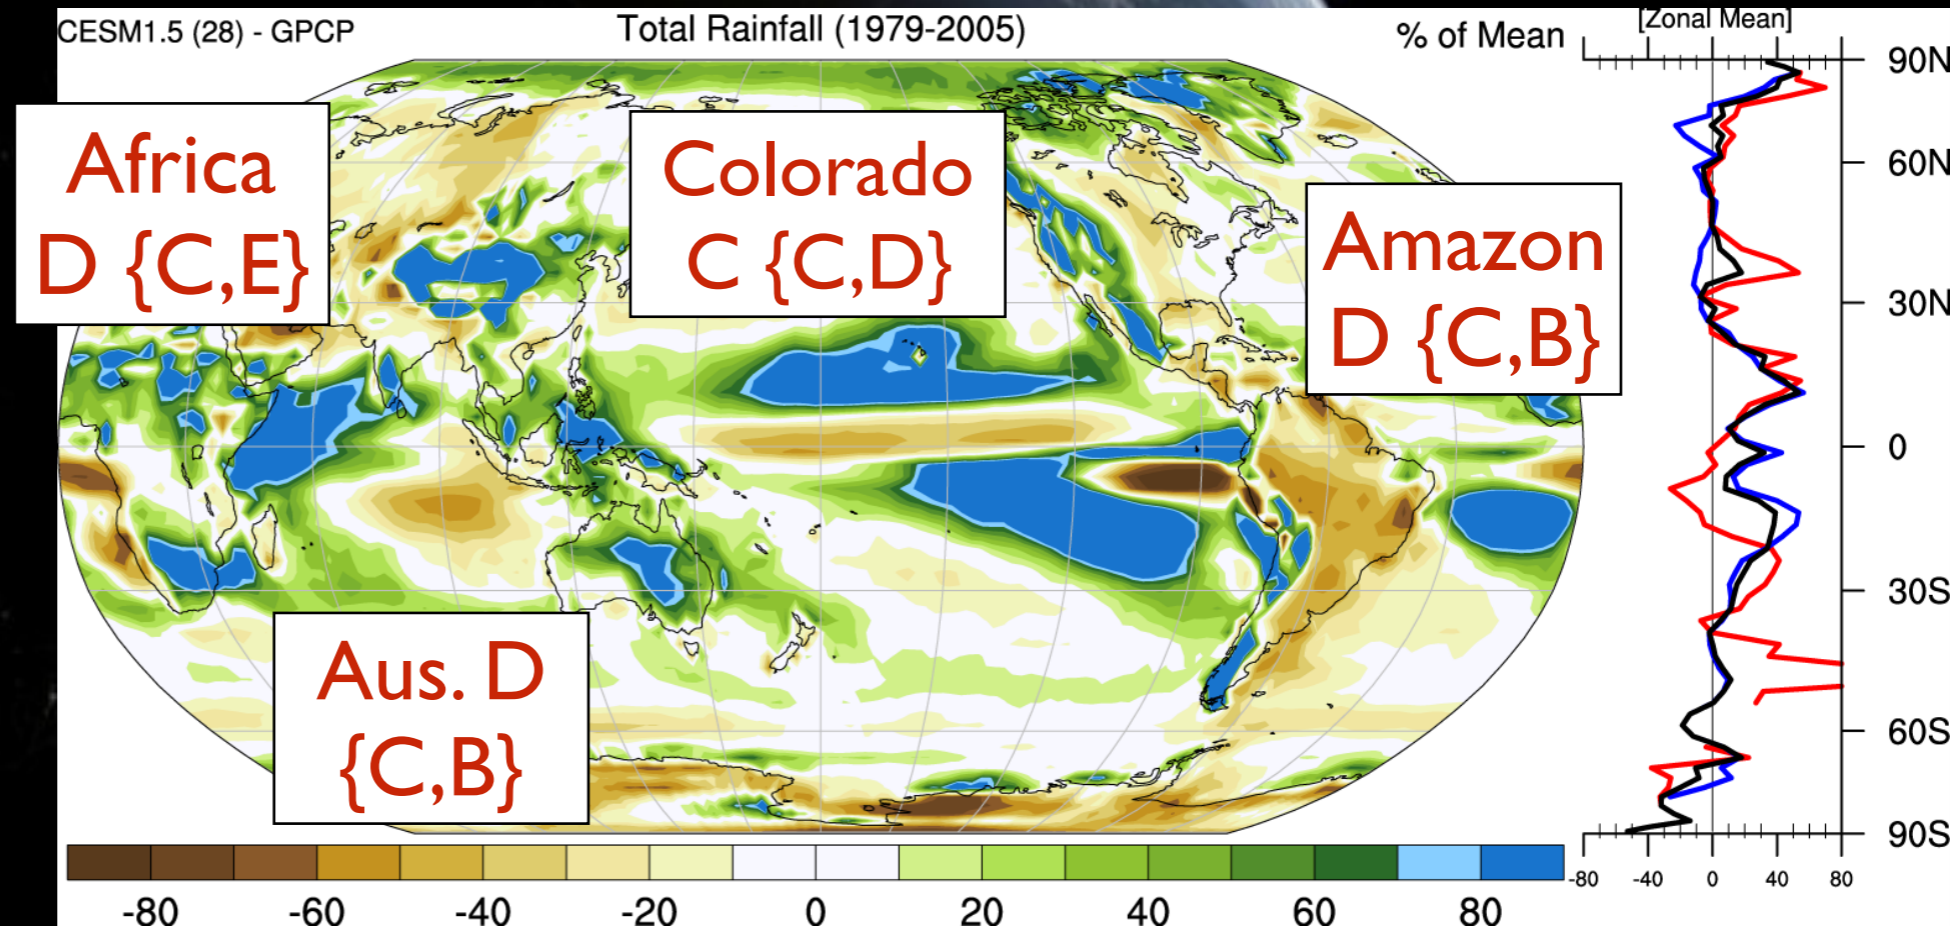 CESM1.5 (28) - GPCP
Total Rainfall (1979-2005)
% of Mean
[Zonal Mean]
Africa
D {C,E}
Colorado
C {C,D}
Amazon
D {C,B}
Aus. D
{C,B}
90N
60N
30N
0
30S
60S
90S
-80 -40 0 40 80
-80 -60 -40 -20 0 20 40 60 80